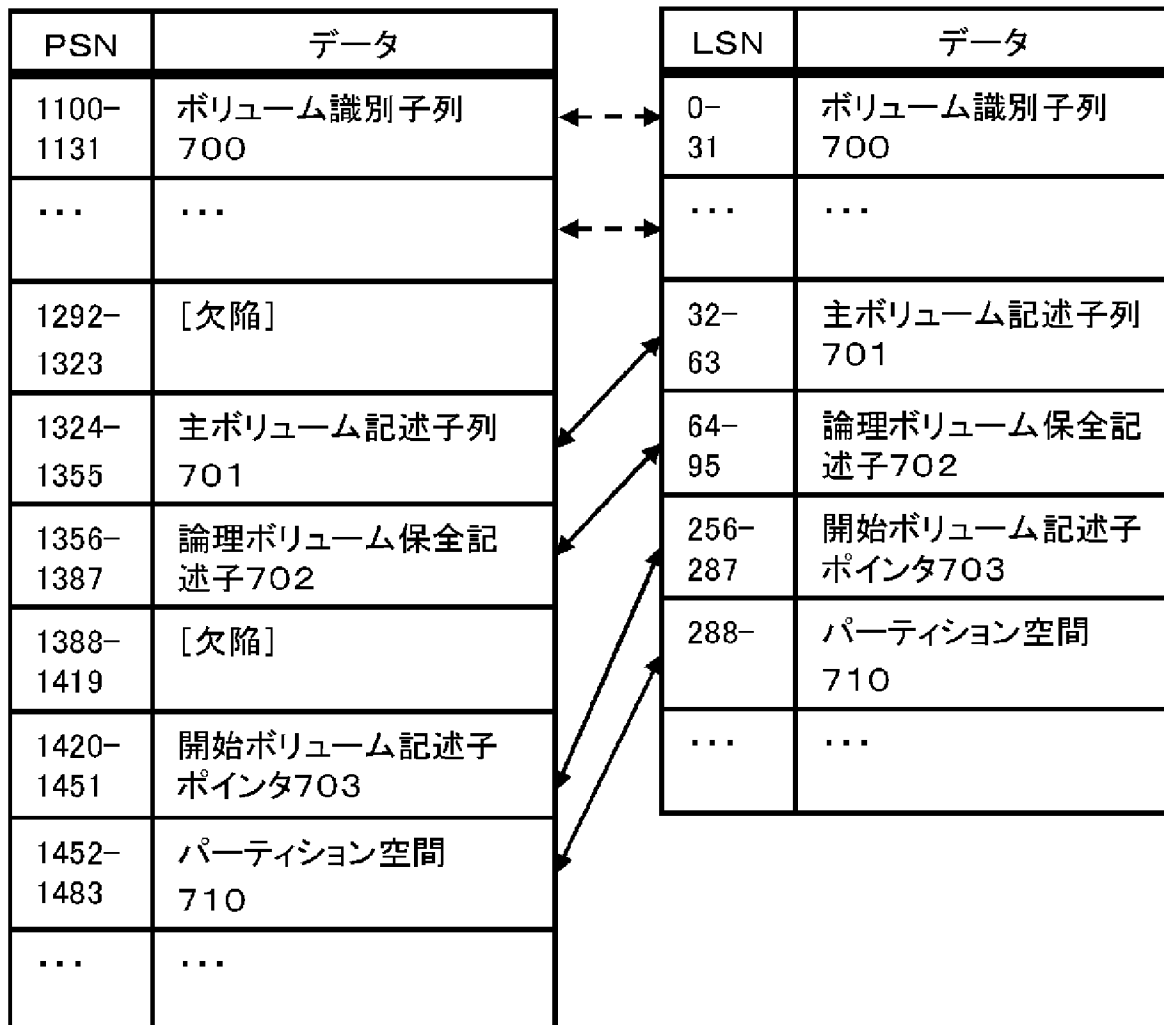 PSN データ
1100- ボリューム識別子列
1131 700
··· ···
1292- [欠陥]
1323
1324- 主ボリューム記述子列
1355 701
1356- 論理ボリューム保全記
1387 述子702
1388- [欠陥]
1419
1420- 開始ボリューム記述子
1451 ポインタ703
1452- パーティション空間
1483 710
··· ···
LSN データ
0- ボリューム識別子列
31 700
··· ···
32- 主ボリューム記述子列
63 701
64- 論理ボリューム保全記
95 述子702
256- 開始ボリューム記述子
287 ポインタ703
288- パーティション空間
710
··· ···